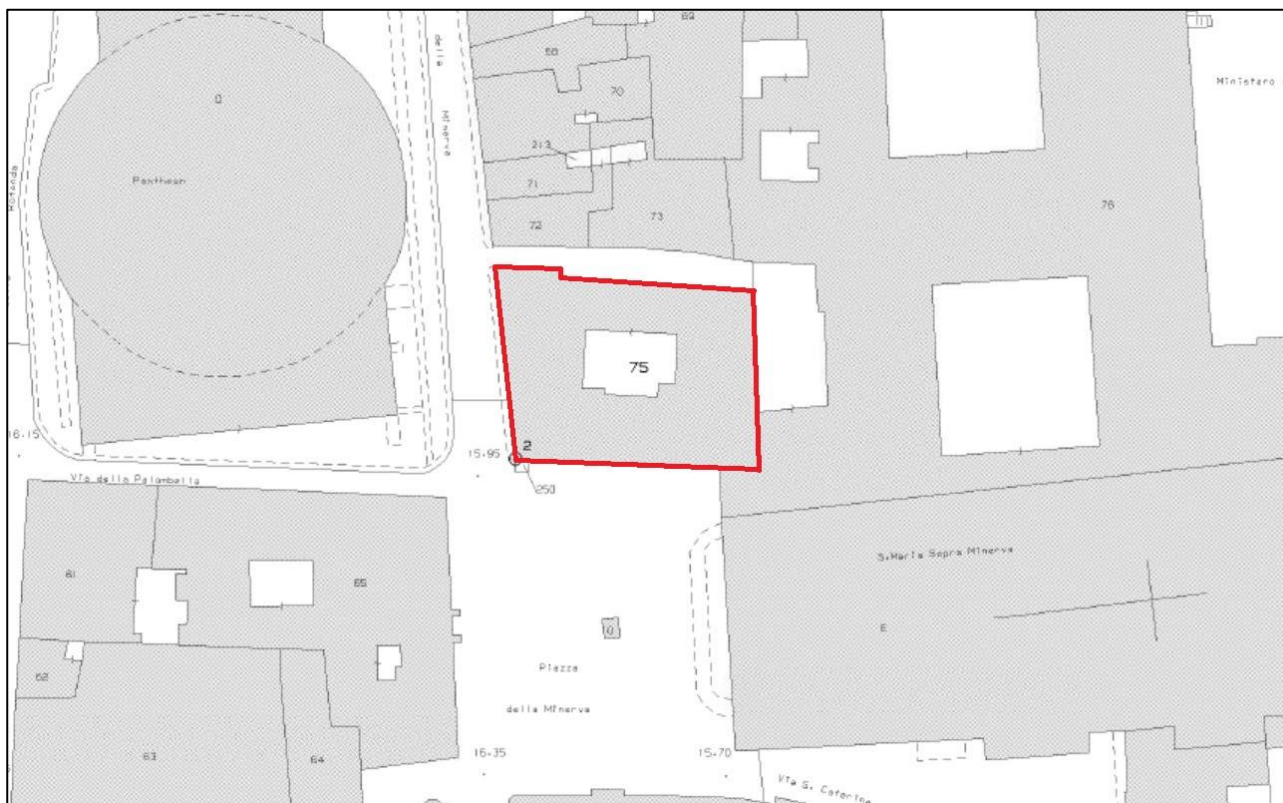 69
della
68
O
Minerva
70
Ministero
213
Pantheon
Rotonda
71
76
72
73
75
16.15
2
15.95
Via della Palombella
250
S.Maria Sopra Minerva
61
65
E
O
62
Piazza
della Minerva
63
64
16.35
15.70
Via S. Caterina